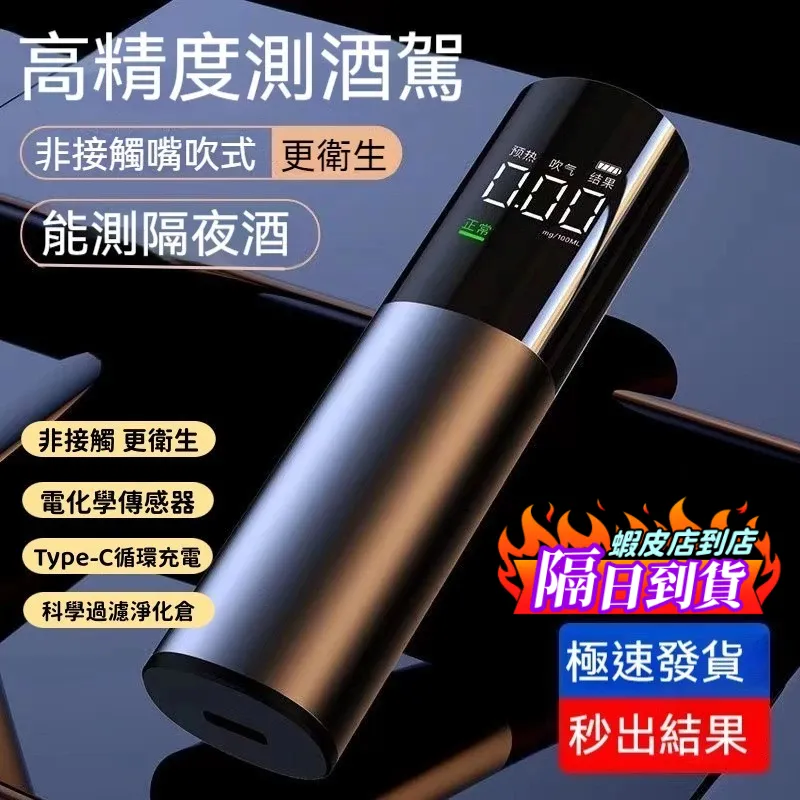 高精度測酒駕
非接觸嘴吹式 更衛生
能測隔夜酒
预热 吹气 结果
0.00
正常 mg/100ML
非接觸 更衛生
電化學傳感器
Type-C循環充電
科學過濾淨化倉
蝦皮店到店
隔日到貨
極速發貨
秒出結果